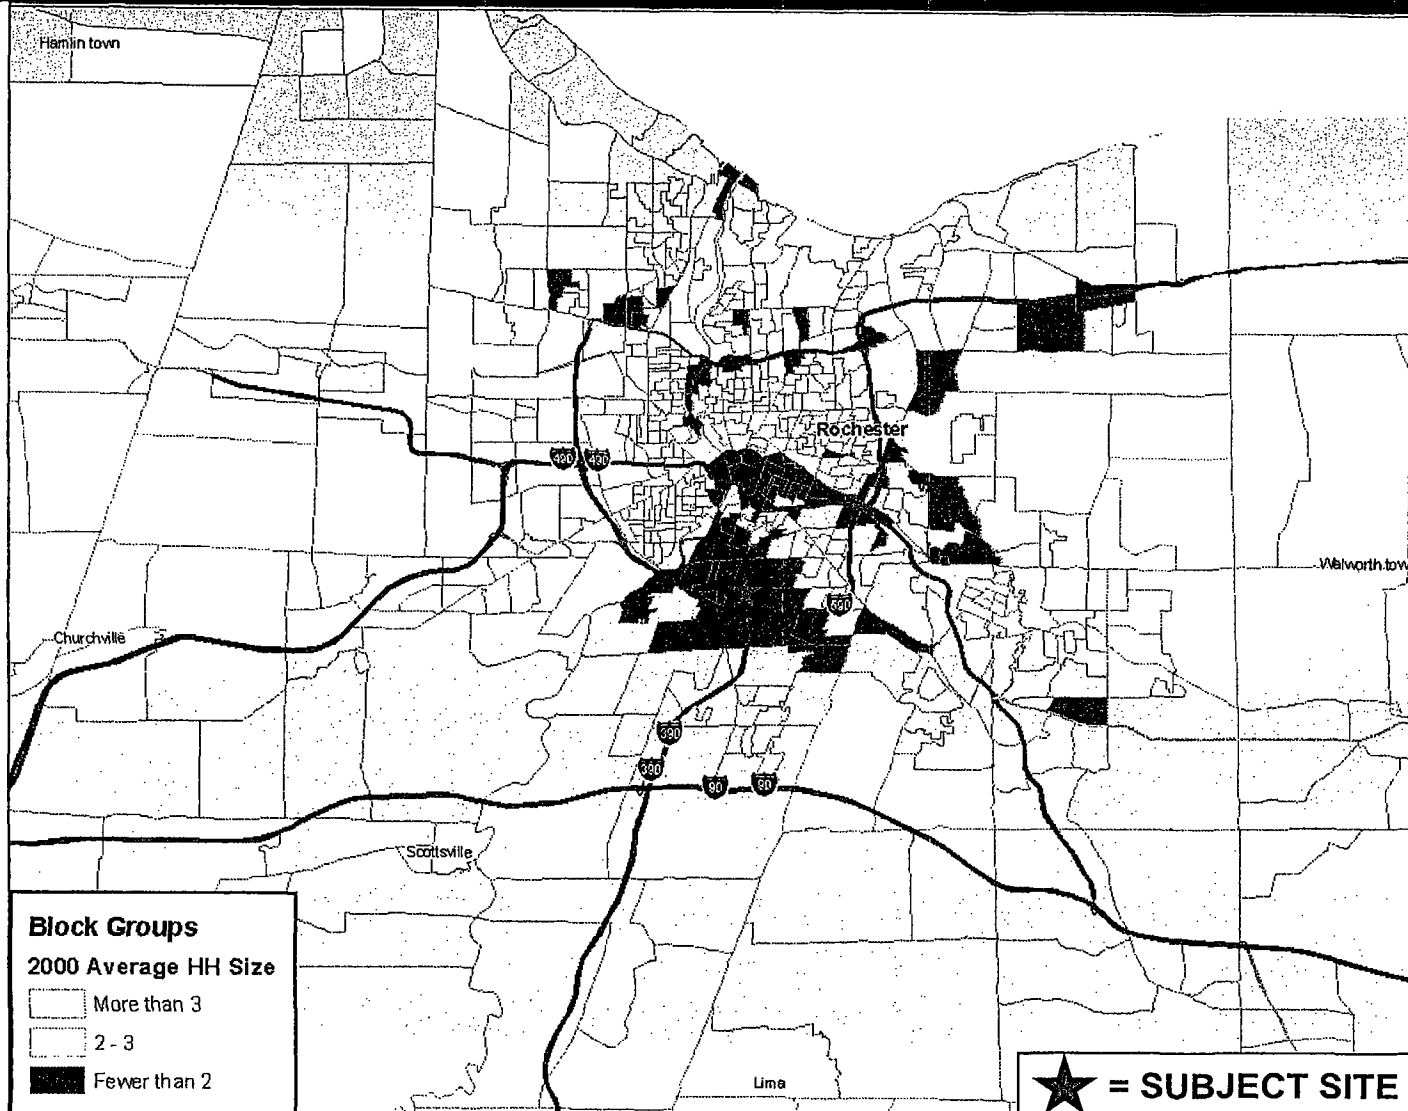 Hamlin town
Rochester
490
490
Walworth tow
590
Churchville
390
390
90
90
Scottsville
Block Groups
2000 Average HH Size
More than 3
2 - 3
Fewer than 2
Lima
= SUBJECT SITE